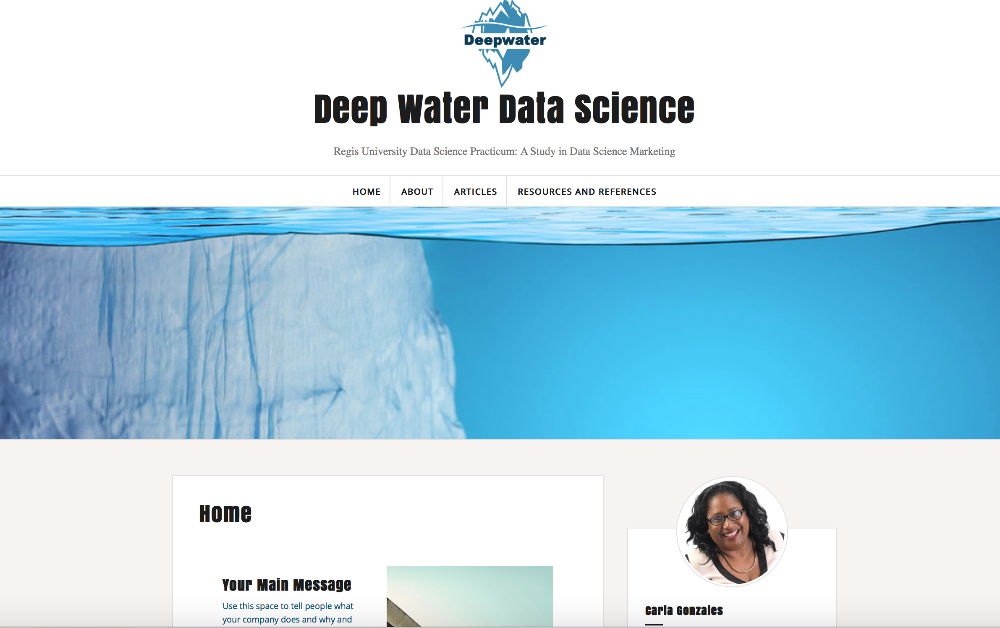 Deepwater
Deep Water Data Science
Regis University Data Science Practicum: A Study in Data Science Marketing
HOME
ABOUT
ARTICLES
RESOURCES AND REFERENCES
Home
Your Main Message
Use this space to tell people what
your company does and why and
Carla Gonzales